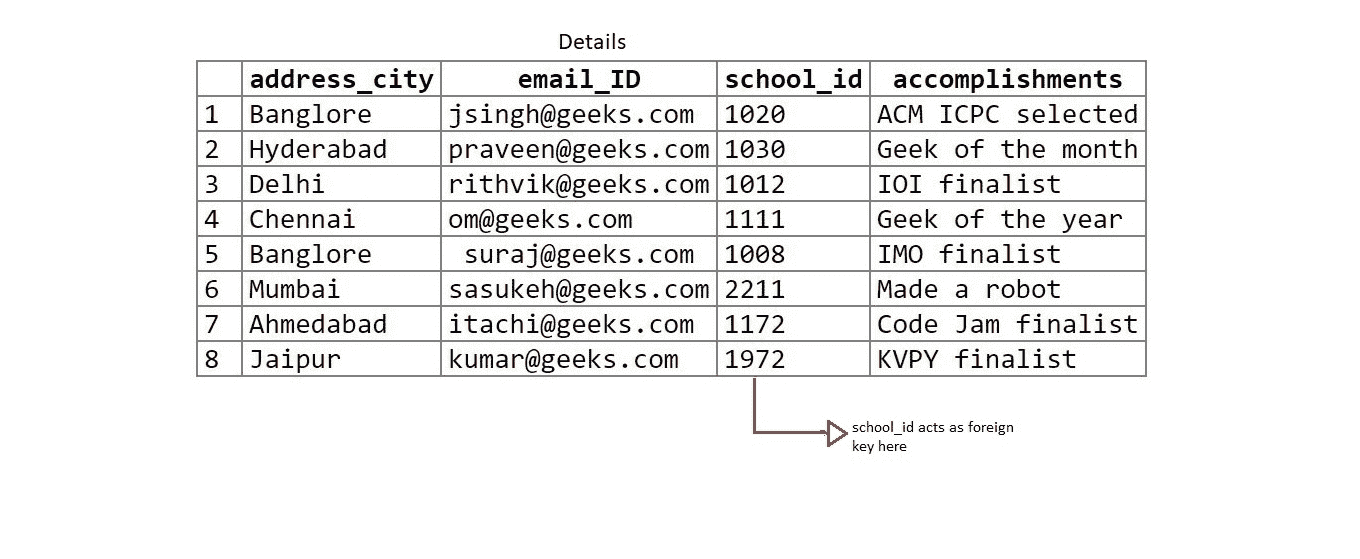 Details
address_city email_ID school_id accomplishments
1 Banglore jsingh@geeks.com 1020 ACM ICPC selected
2 Hyderabad praveen@geeks.com 1030 Geek of the month
3 Delhi rithvik@geeks.com 1012 IOI finalist
4 Chennai om@geeks.com 1111 Geek of the year
5 Banglore suraj@geeks.com 1008 IMO finalist
6 Mumbai sasukeh@geeks.com 2211 Made a robot
7 Ahmedabad itachi@geeks.com 1172 Code Jam finalist
8 Jaipur kumar@geeks.com 1972 KVPY finalist
school_id acts as foreign
key here